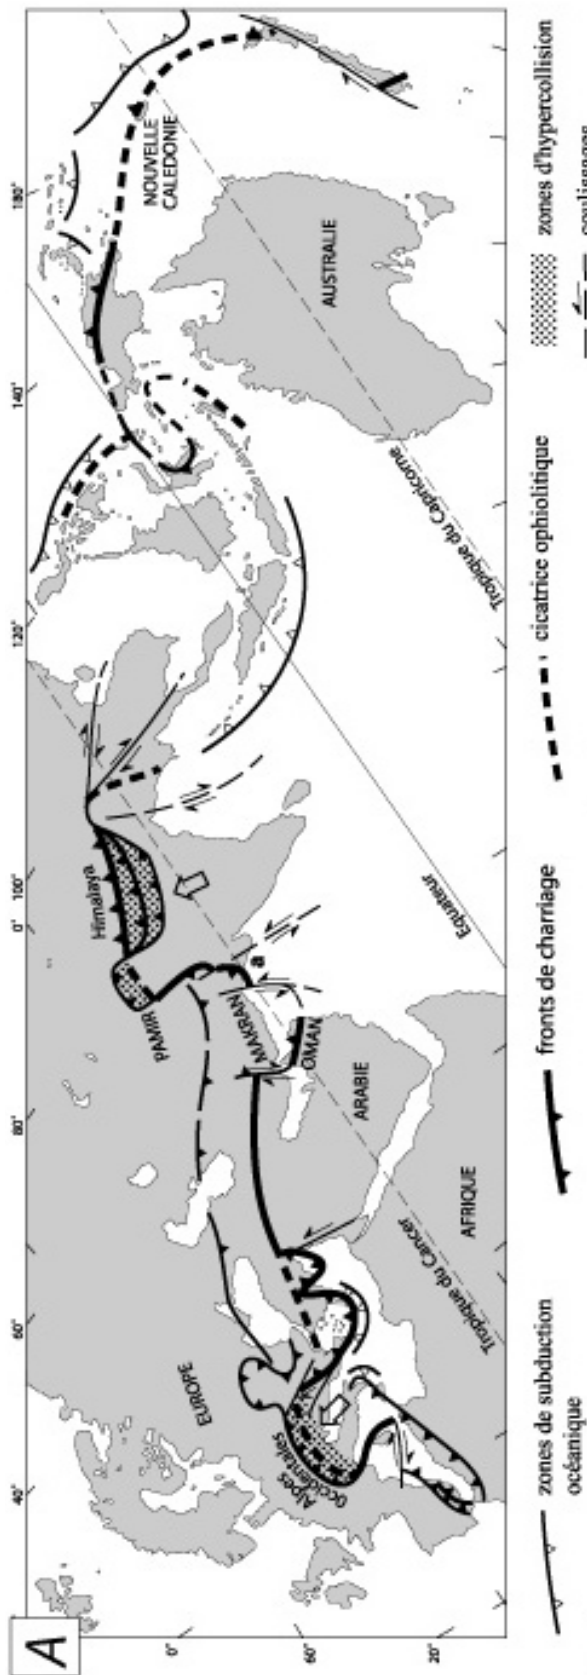 A
40°
60°
80°
0°
100°
120°
140°
180°
0°
60°
20°
EUROPE
Alpes
occidentales
PAMIR
Himalaya
MAKRAN
a
OMAN
ARABIE
AFRIQUE
Tropique du Cancer
Equateur
Tropique du Capricorne
AUSTRALIE
NOUVELLE
CALEDONIE
zones de subduction
océanique
fronts de charriage
cicatrice ophiolitique
zones d'hypercollision
coulissages